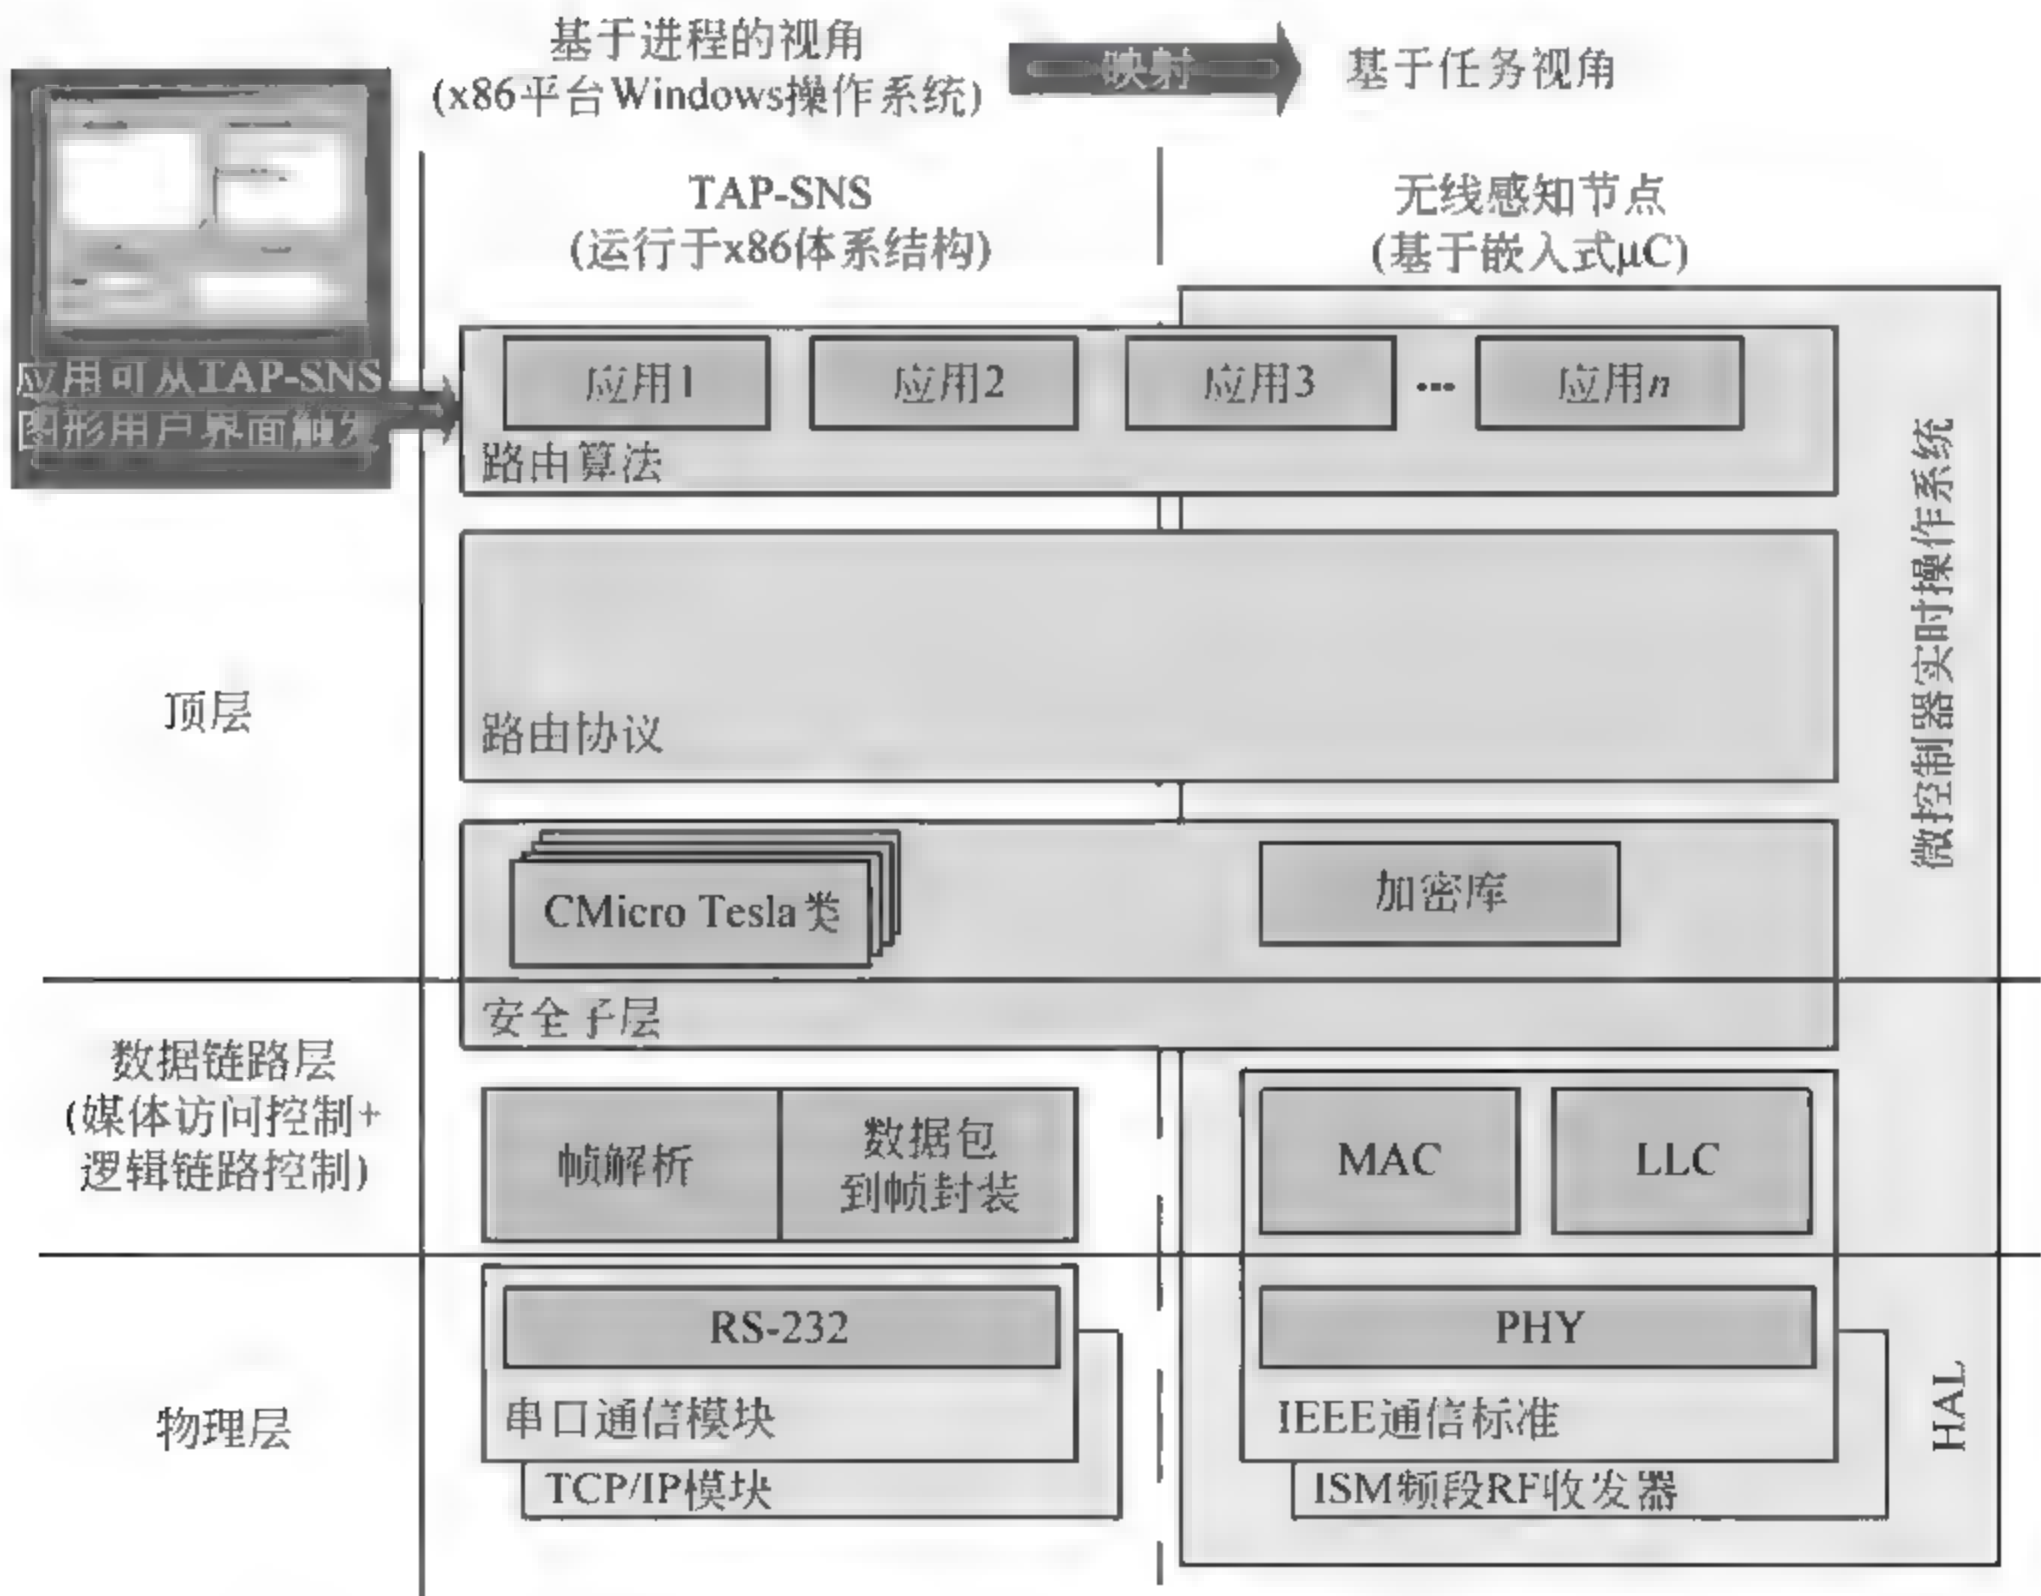 基于进程的视角
(x86平台Windows操作系统)
映射
基于任务视角
TAP-SNS
(运行于x86体系结构)
无线感知节点
(基于嵌入式μC)
应用可从TAP-SNS
图形用户界面触发
应用1
应用2
应用3
...
应用n
路由算法
微控制器实时操作系统
顶层
路由协议
CMicro Tesla类
加密库
安全子层
数据链路层
(媒体访问控制+
逻辑链路控制)
帧解析
数据包
到帧封装
MAC
LLC
物理层
RS-232
串口通信模块
TCP/IP模块
PHY
IEEE通信标准
ISM频段RF收发器
HAL